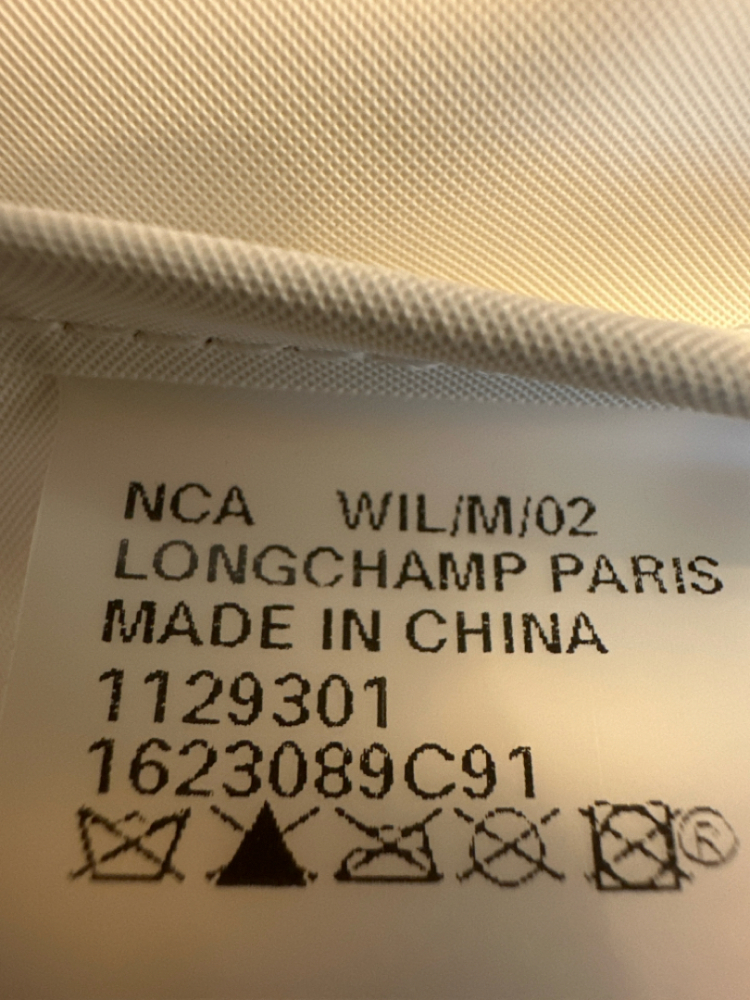 NCA WIL/M/02
LONGCHAMP PARIS
MADE IN CHINA
1129301
1623089C91
®